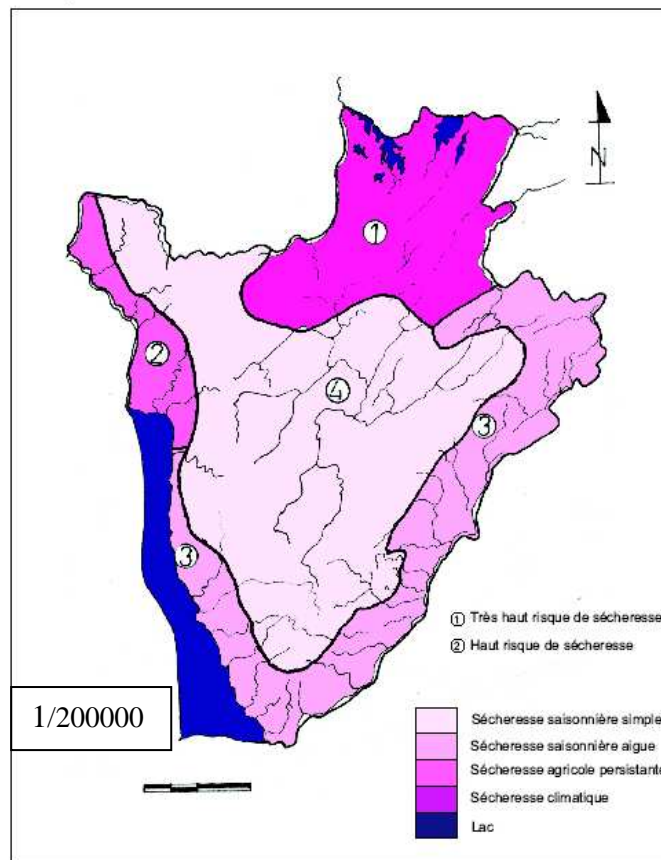 N
1
2
4
3
3
① Très haut risque de sécheresse
② Haut risque de sécheresse
1/200000
Sécheresse saisonnière simple
Sécheresse saisonnière aigue
Sécheresse agricole persistante
Sécheresse climatique
Lac